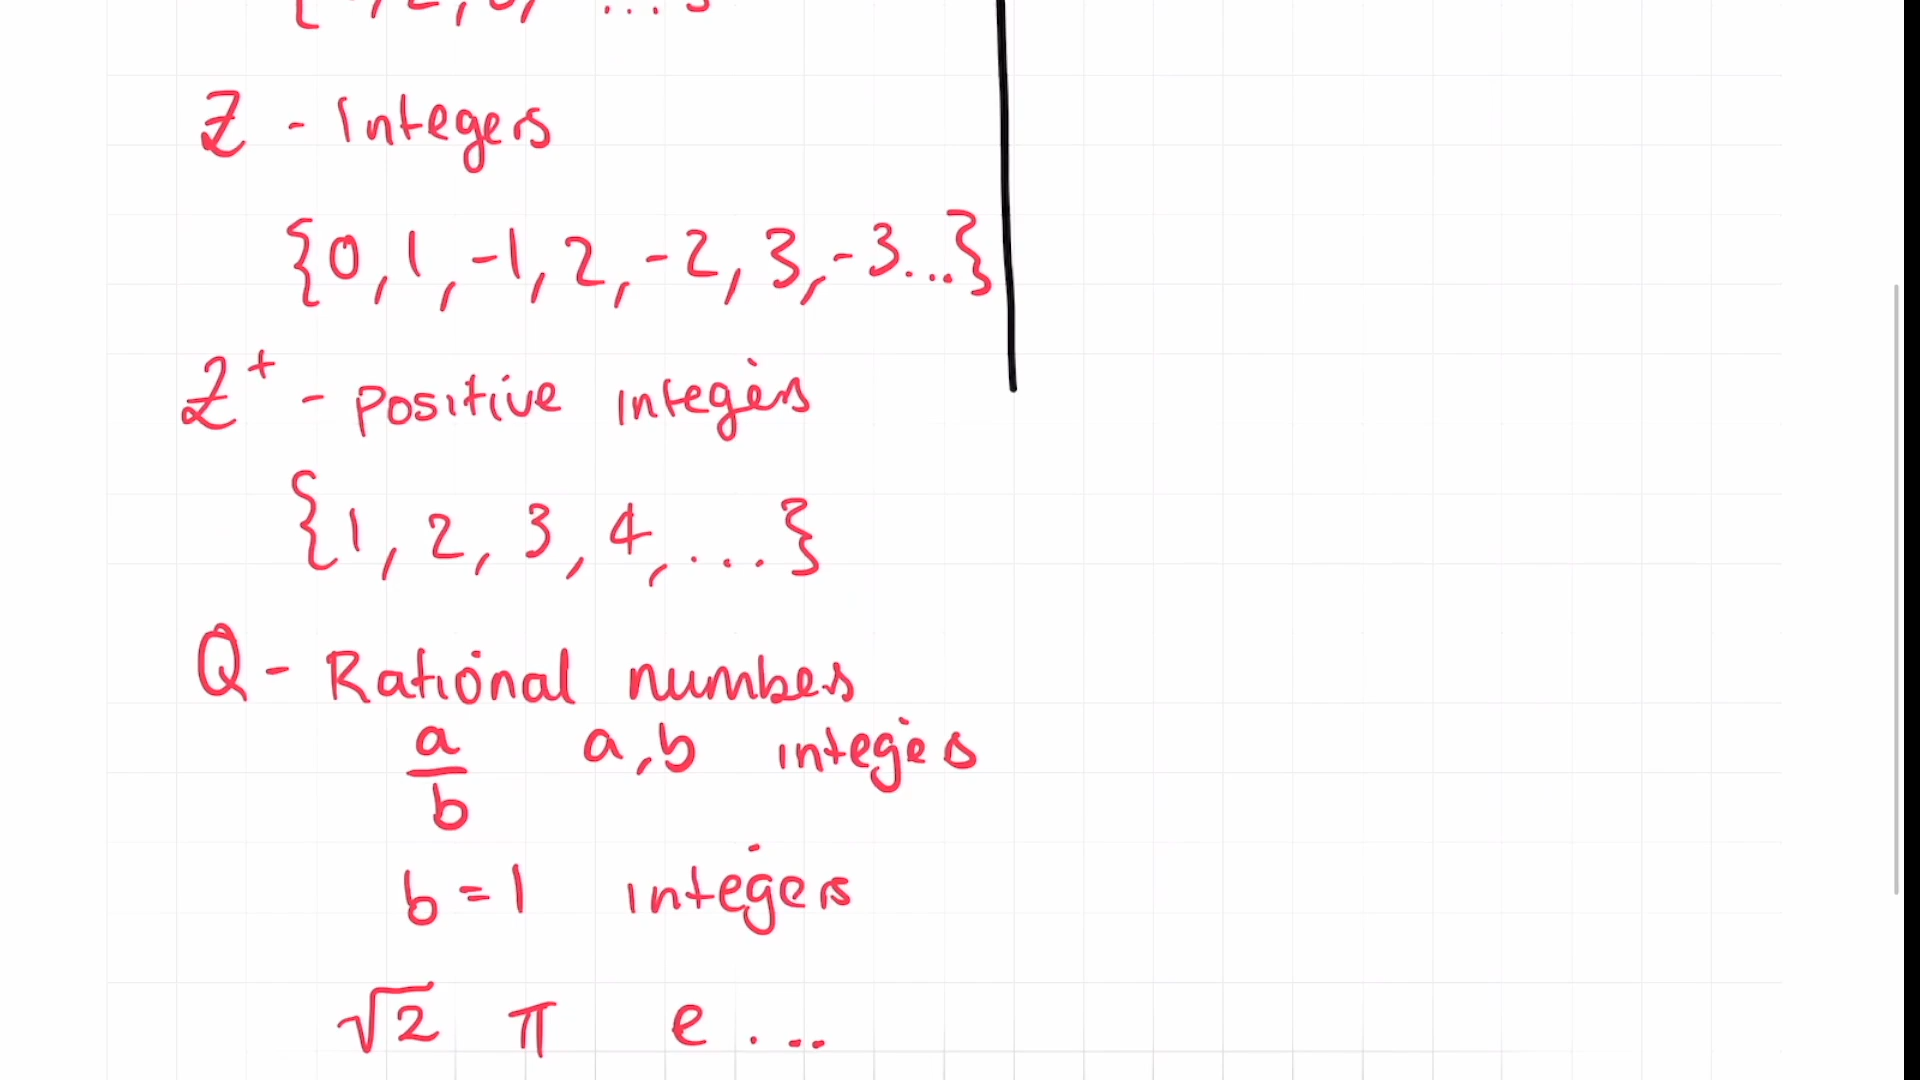 Z - Integers
{0, 1, -1, 2, -2, 3, -3...}
Z⁺ - positive integers
{1, 2, 3, 4, ...}
Q - Rational numbers
a/b a, b integers
b = 1 integers
√2 π e ...